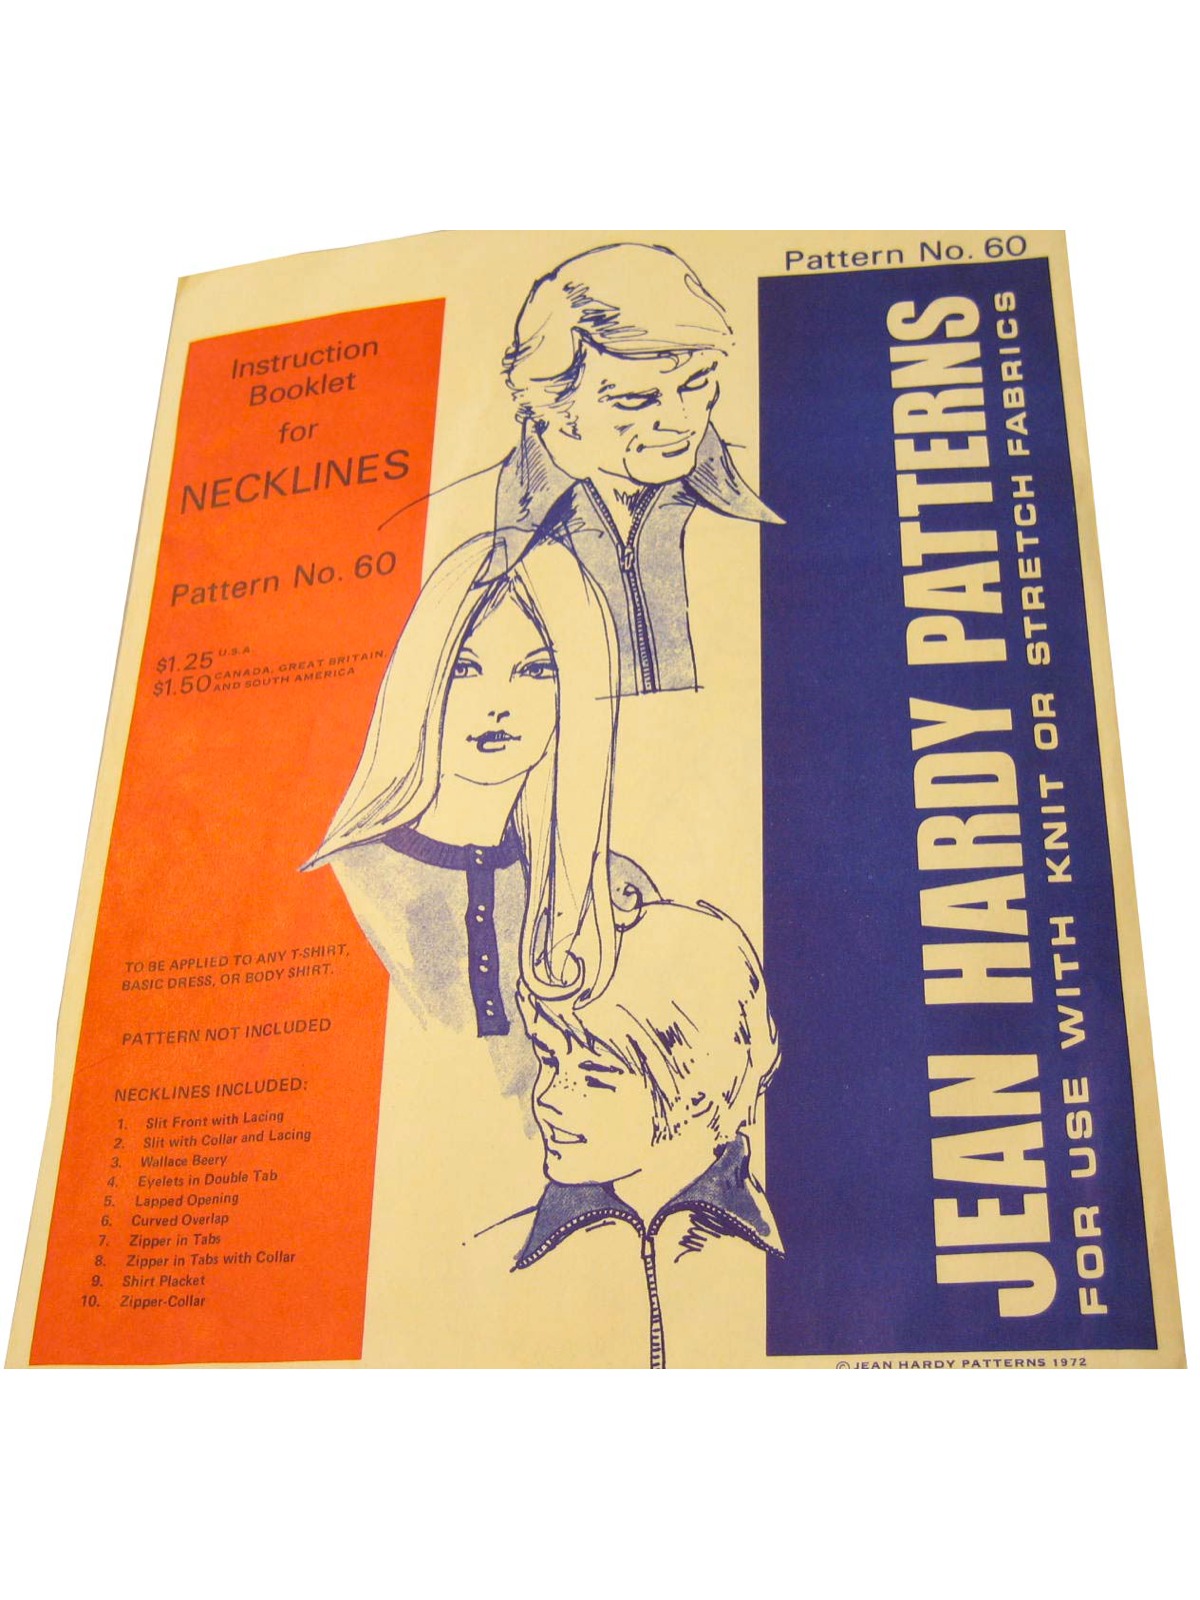 Pattern No. 60
Instruction
Booklet
for
NECKLINES
Pattern No. 60
$1.25 U.S.A
$1.50 CANADA, GREAT BRITAIN,
AND SOUTH AMERICA
TO BE APPLIED TO ANY T-SHIRT,
BASIC DRESS, OR BODY SHIRT.
PATTERN NOT INCLUDED
NECKLINES INCLUDED:
1. Slit Front with Lacing
2. Slit with Collar and Lacing
3. Wallace Beery
4. Eyelets in Double Tab
5. Lapped Opening
6. Curved Overlap
7. Zipper in Tabs
8. Zipper in Tabs with Collar
9. Shirt Placket
10. Zipper-Collar
JEAN HARDY PATTERNS
FOR USE WITH KNIT OR STRETCH FABRICS
© JEAN HARDY PATTERNS 1972